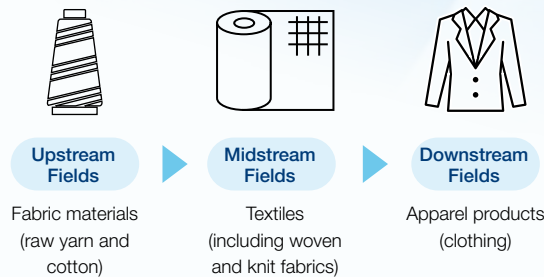 Upstream
Fields
Midstream
Fields
Downstream
Fields
Fabric materials
(raw yarn and
cotton)
Textiles
(including woven
and knit fabrics)
Apparel products
(clothing)